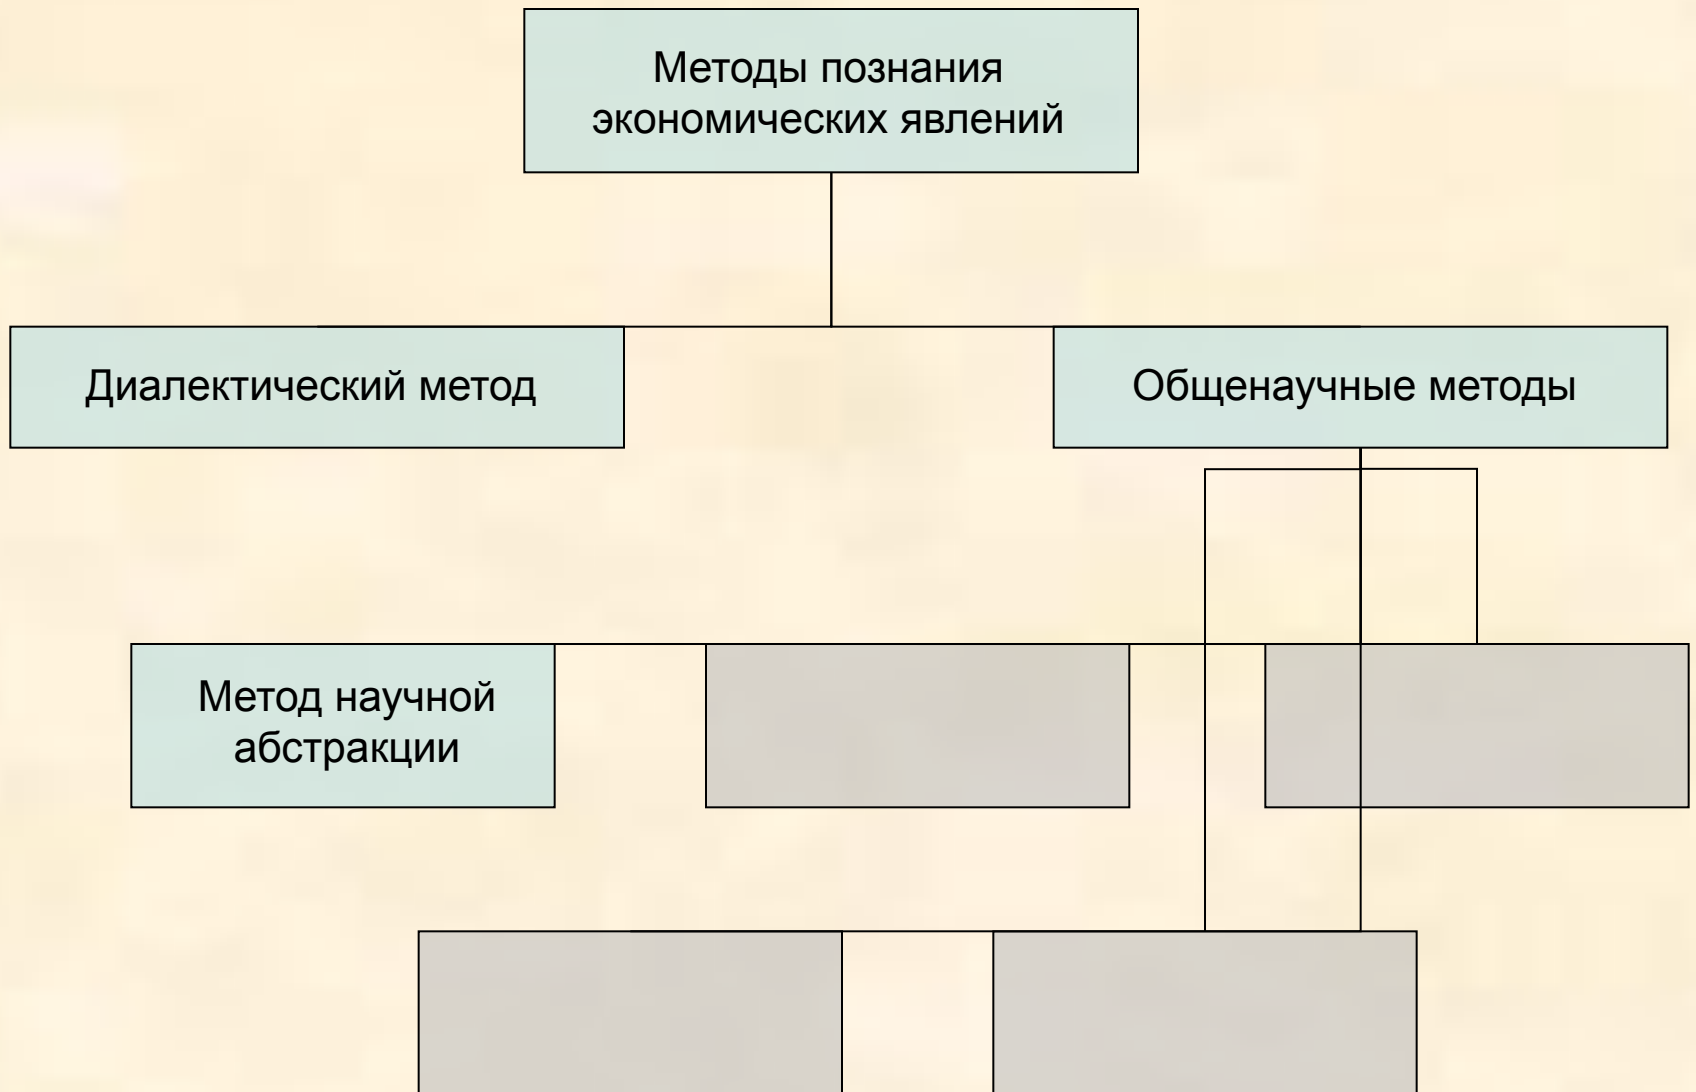 Методы познания
экономических явлений
Диалектический метод
Общенаучные методы
Метод научной
абстракции